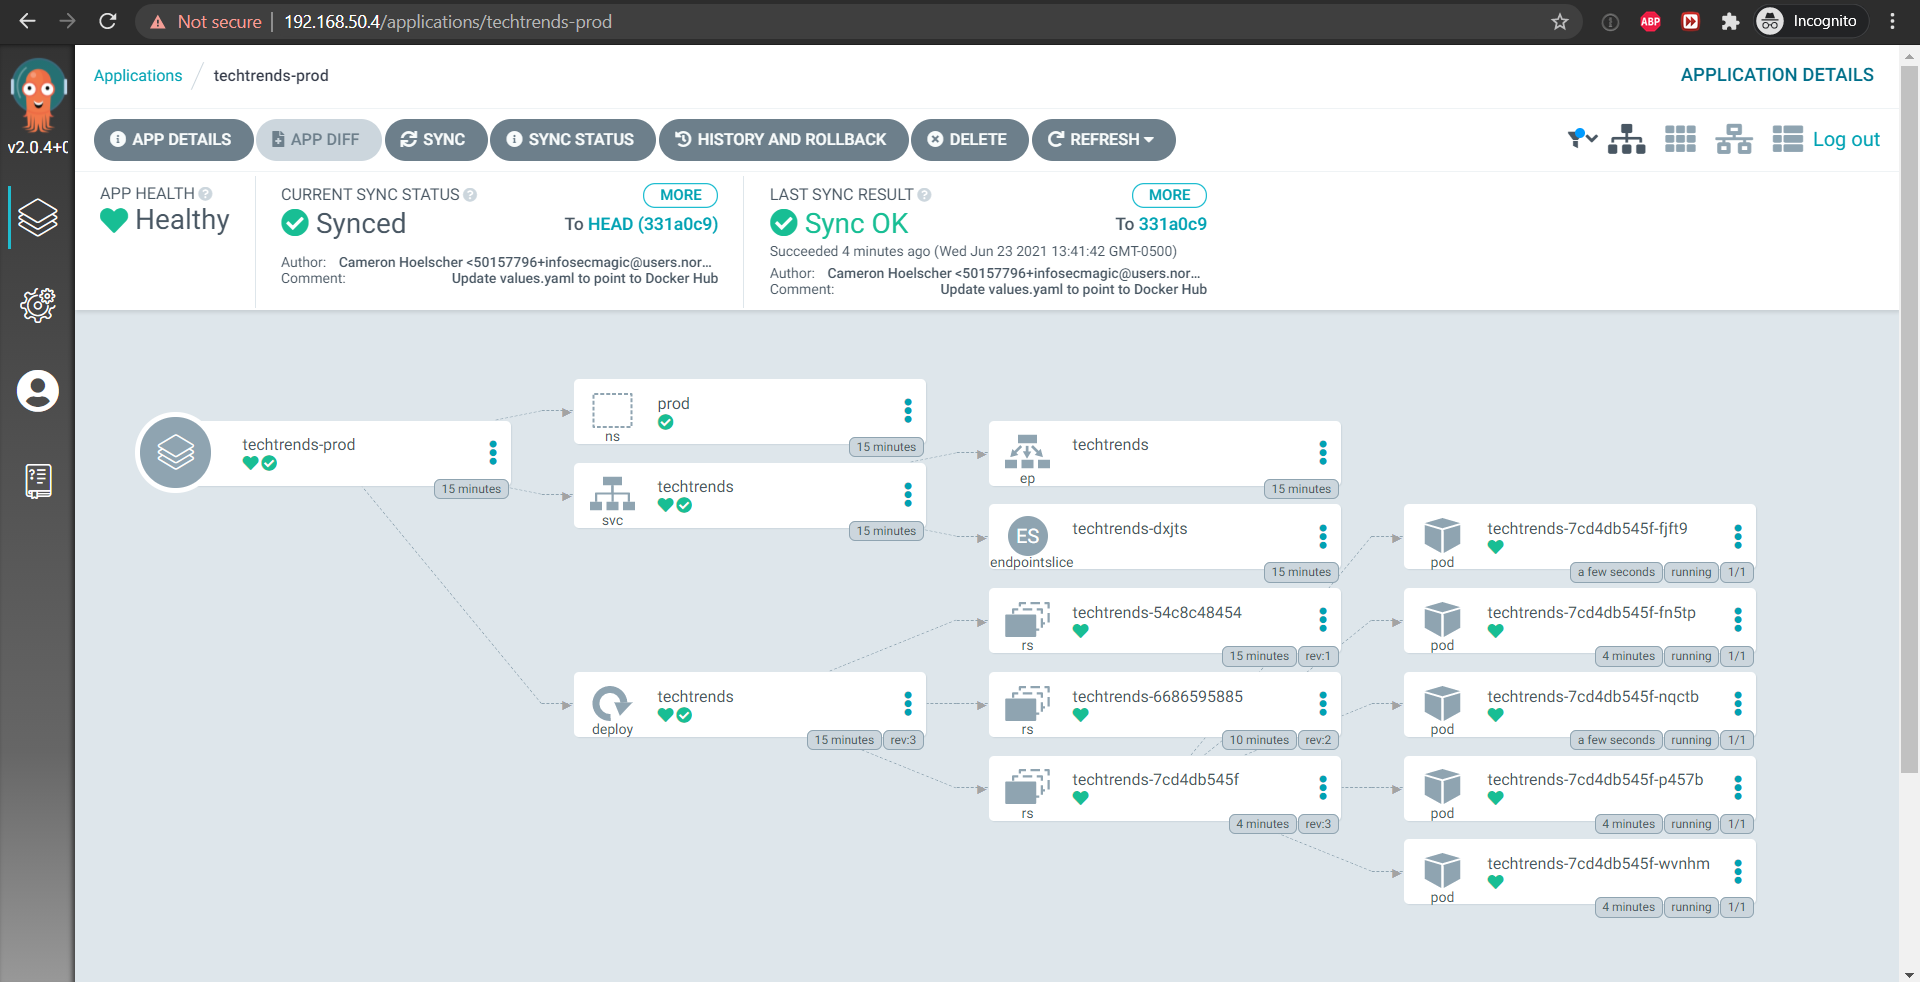 Not secure 192.168.50.4/applications/techtrends-prod ABP Incognito
v2.0.4+0
Applications / techtrends-prod APPLICATION DETAILS
APP DETAILS APP DIFF SYNC SYNC STATUS HISTORY AND ROLLBACK DELETE REFRESH Log out
APP HEALTH
Healthy
CURRENT SYNC STATUS MORE
Synced To HEAD (331a0c9)
Author: Cameron Hoelscher <50157796+infosecmagic@users.nor...
Comment: Update values.yaml to point to Docker Hub
LAST SYNC RESULT MORE
Sync OK To 331a0c9
Succeeded 4 minutes ago (Wed Jun 23 2021 13:41:42 GMT-0500)
Author: Cameron Hoelscher <50157796+infosecmagic@users.nor...
Comment: Update values.yaml to point to Docker Hub
techtrends-prod
15 minutes
prod
ns
15 minutes
techtrends
svc
15 minutes
techtrends
deploy
15 minutes rev:3
techtrends
ep
15 minutes
ES
techtrends-dxjts
endpointslice
15 minutes
techtrends-54c8c48454
rs
15 minutes rev:1
techtrends-6686595885
rs
10 minutes rev:2
techtrends-7cd4db545f
rs
4 minutes rev:3
techtrends-7cd4db545f-fjft9
pod
a few seconds running 1/1
techtrends-7cd4db545f-fn5tp
pod
4 minutes running 1/1
techtrends-7cd4db545f-nqctb
pod
a few seconds running 1/1
techtrends-7cd4db545f-p457b
pod
4 minutes running 1/1
techtrends-7cd4db545f-wvnhm
pod
4 minutes running 1/1